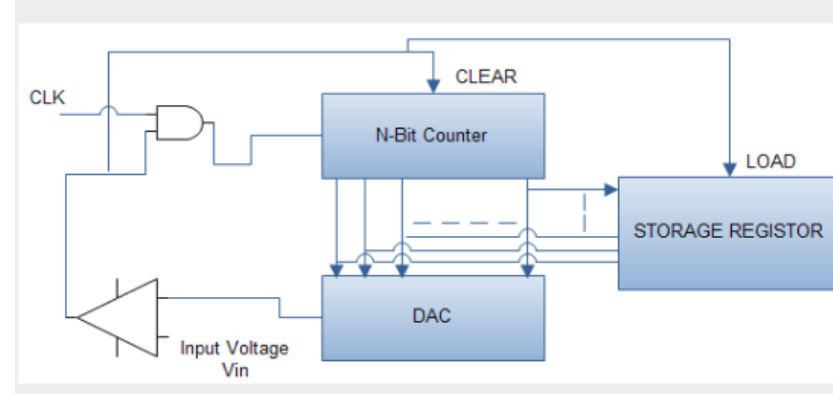 CLEAR
CLK
N-Bit Counter
LOAD
STORAGE REGISTOR
DAC
Input Voltage
Vin